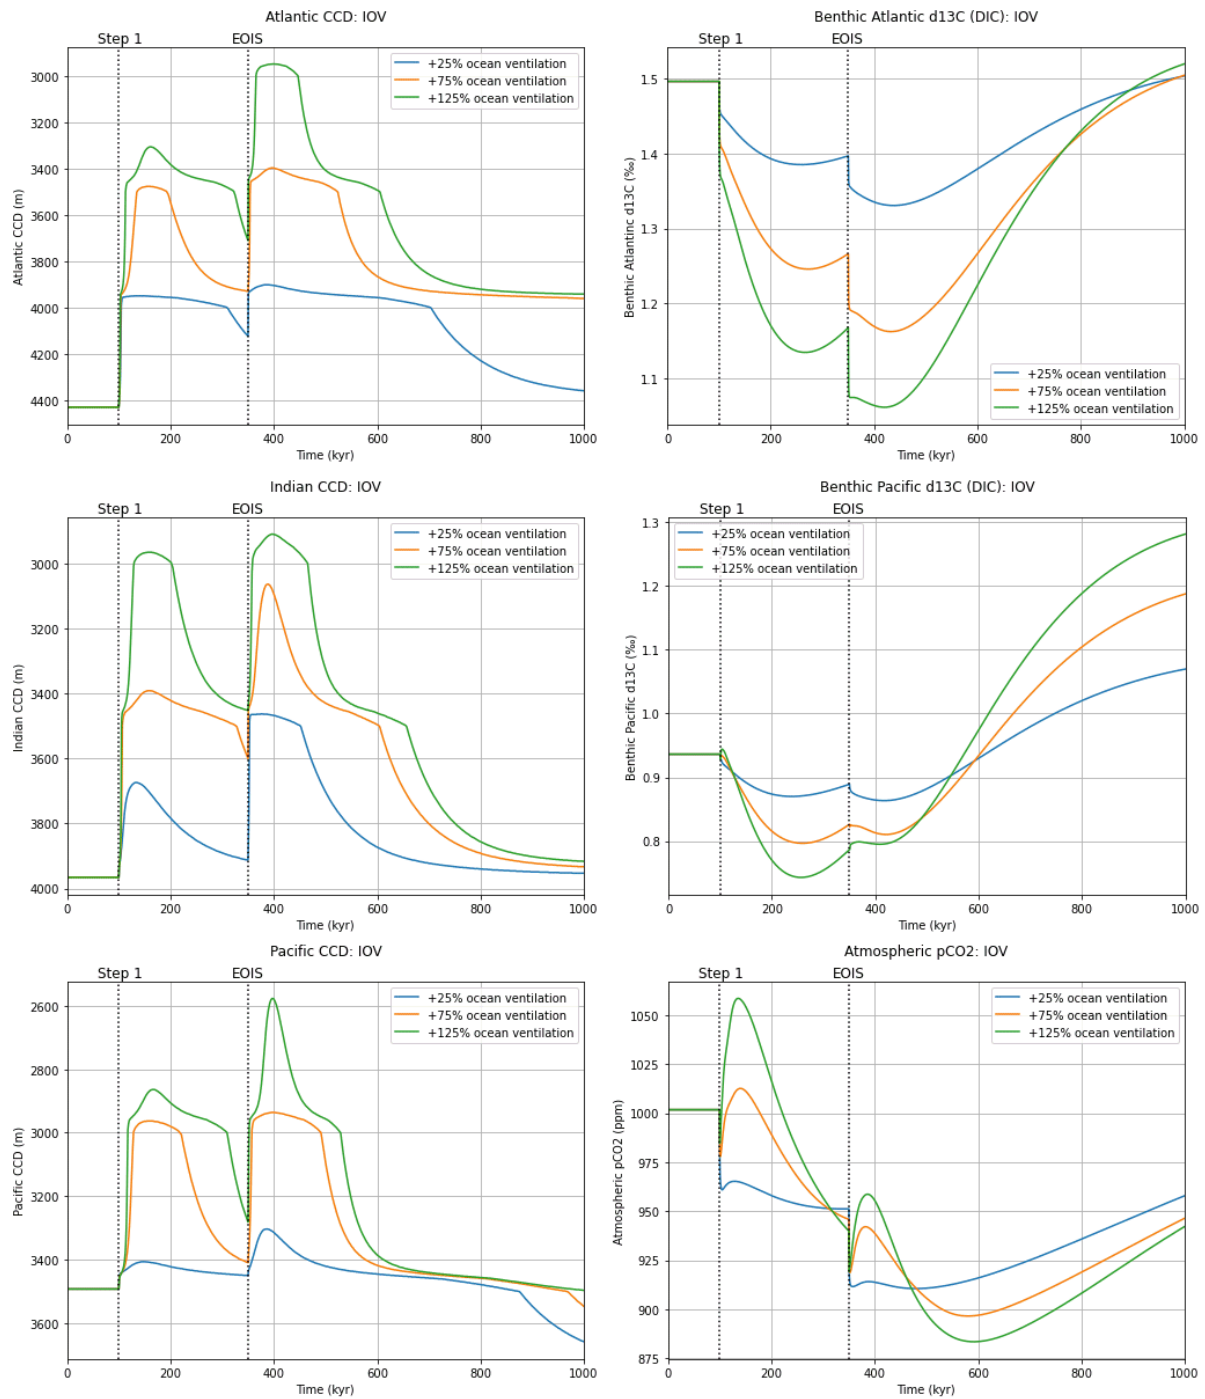 Atlantic CCD: IOV
Step 1 EOIS
+25% ocean ventilation
+75% ocean ventilation
+125% ocean ventilation
3000
3200
3400
3600
3800
4000
4200
4400
Atlantic CCD (m)
0 200 400 600 800 1000
Time (kyr)
Benthic Atlantic d13C (DIC): IOV
Step 1 EOIS
1.5
1.4
1.3
1.2
1.1
Benthic Atlantinc d13C (‰)
+25% ocean ventilation
+75% ocean ventilation
+125% ocean ventilation
0 200 400 600 800 1000
Time (kyr)
Indian CCD: IOV
Step 1 EOIS
+25% ocean ventilation
+75% ocean ventilation
+125% ocean ventilation
3000
3200
3400
3600
3800
4000
Indian CCD (m)
0 200 400 600 800 1000
Time (kyr)
Benthic Pacific d13C (DIC): IOV
Step 1 EOIS
+25% ocean ventilation
+75% ocean ventilation
+125% ocean ventilation
1.3
1.2
1.1
1.0
0.9
0.8
Benthic Pacific d13C (‰)
0 200 400 600 800 1000
Time (kyr)
Pacific CCD: IOV
Step 1 EOIS
+25% ocean ventilation
+75% ocean ventilation
+125% ocean ventilation
2600
2800
3000
3200
3400
3600
Pacific CCD (m)
0 200 400 600 800 1000
Time (kyr)
Atmospheric pCO2: IOV
Step 1 EOIS
+25% ocean ventilation
+75% ocean ventilation
+125% ocean ventilation
1050
1025
1000
975
950
925
900
875
Atmospheric pCO2 (ppm)
0 200 400 600 800 1000
Time (kyr)